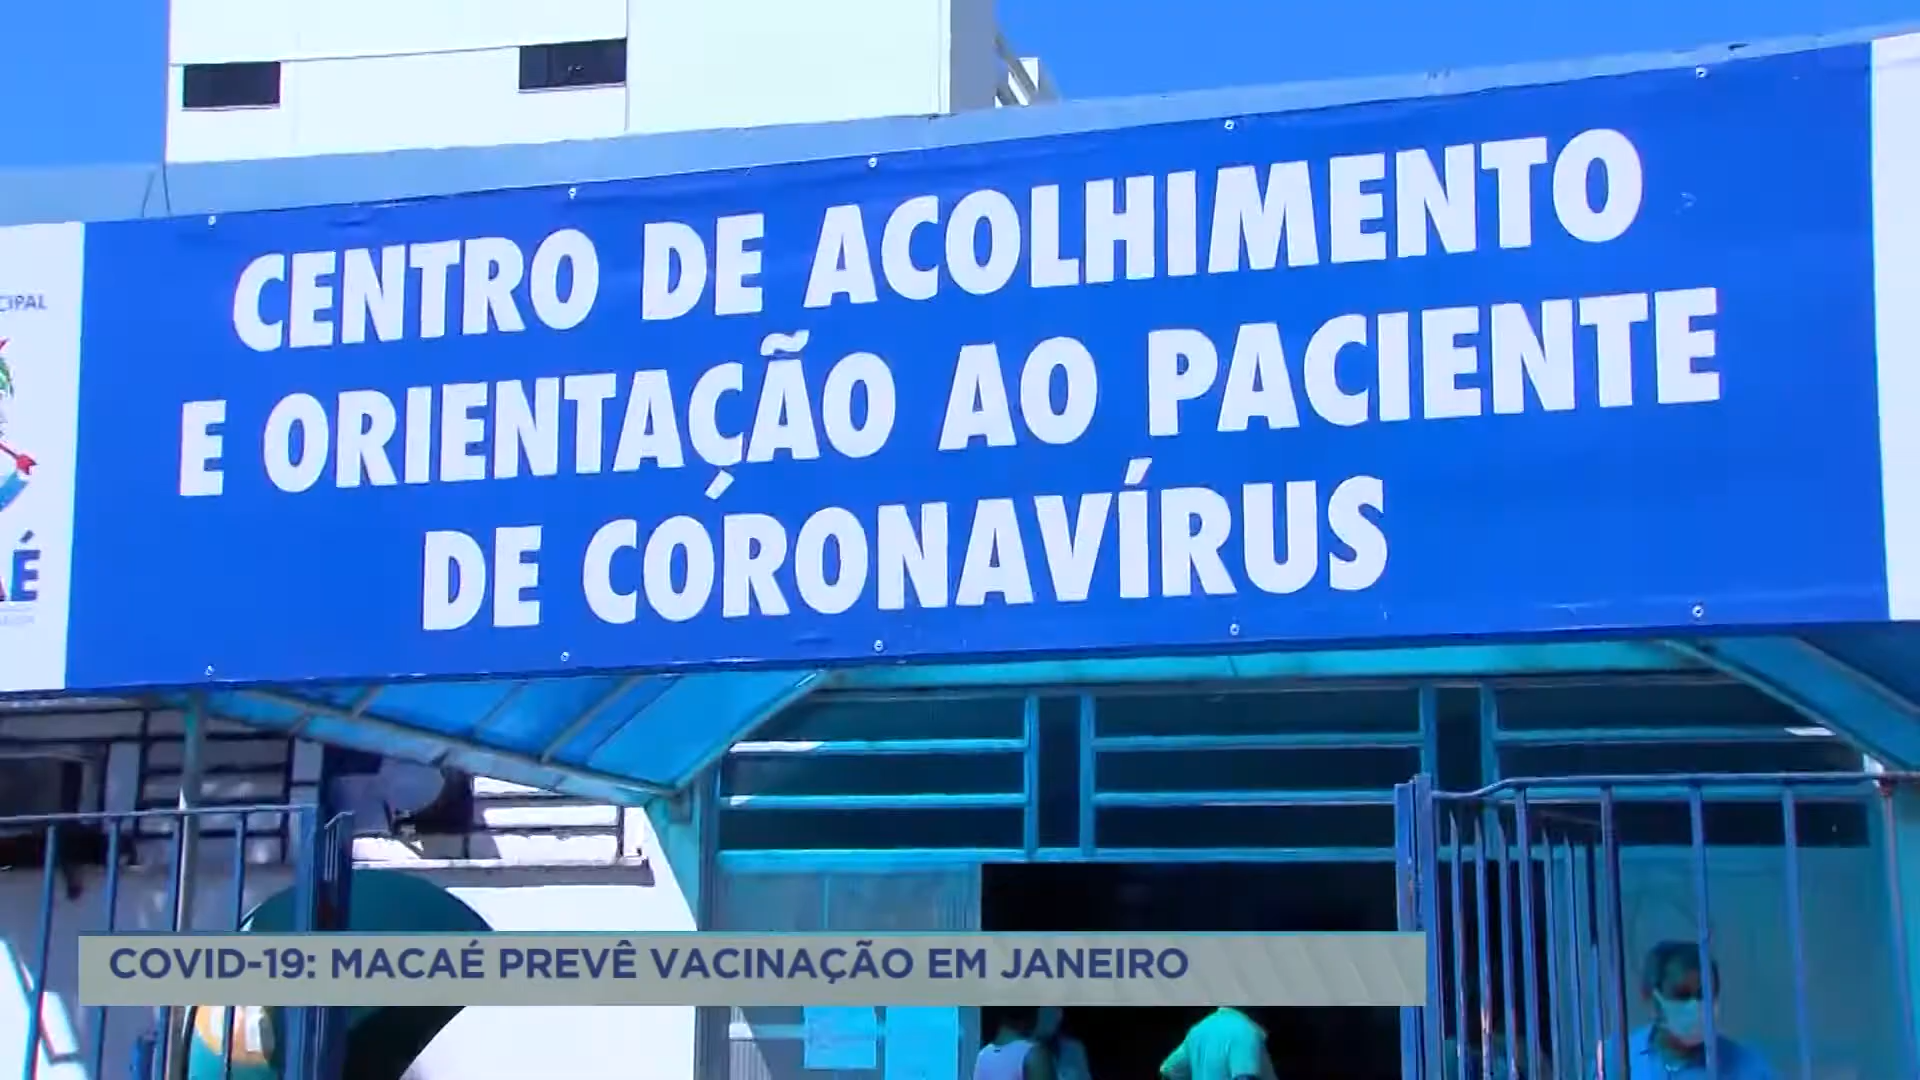 CENTRO DE ACOLHIMENTO
E ORIENTAÇÃO AO PACIENTE
DE CORONAVÍRUS
COVID-19: MACAÉ PREVÊ VACINAÇÃO EM JANEIRO